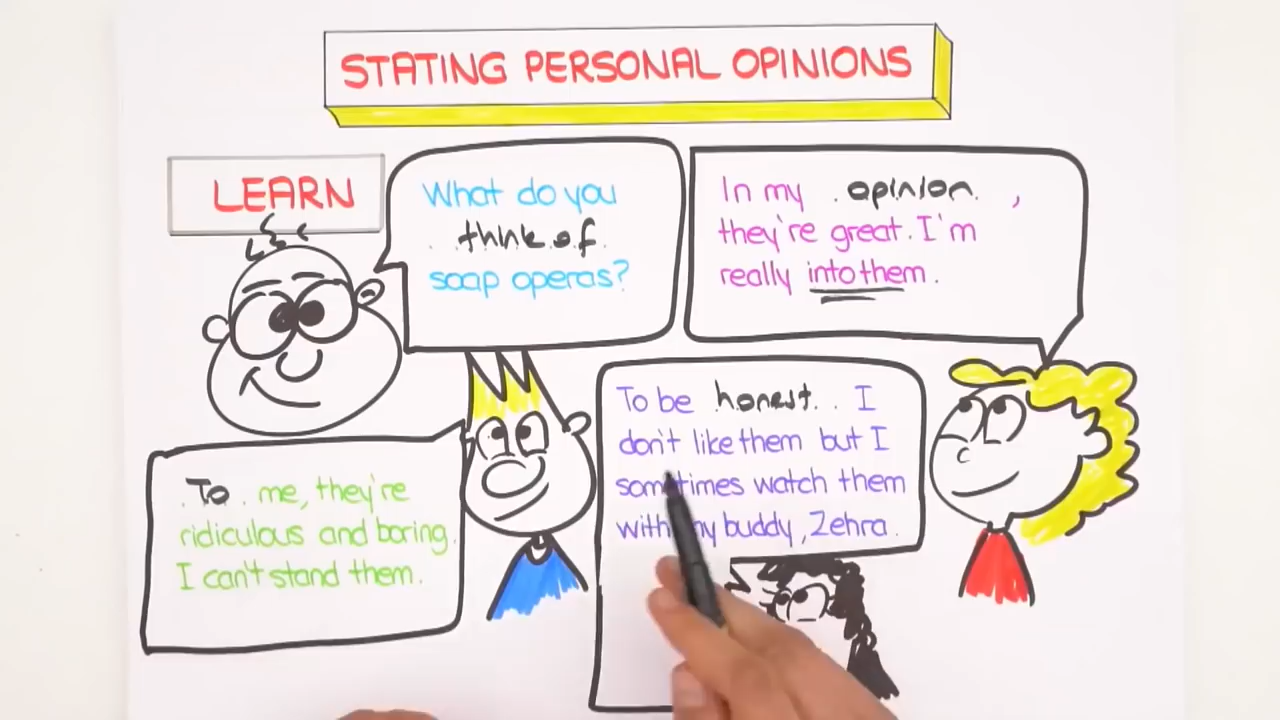 STATING PERSONAL OPINIONS
LEARN
What do you
think of
soap operas?
In my opinion,
they're great. I'm
really into them.
To me, they're
ridiculous and boring.
I can't stand them.
To be honest I
don't like them but I
sometimes watch them
with my buddy, Zehra.